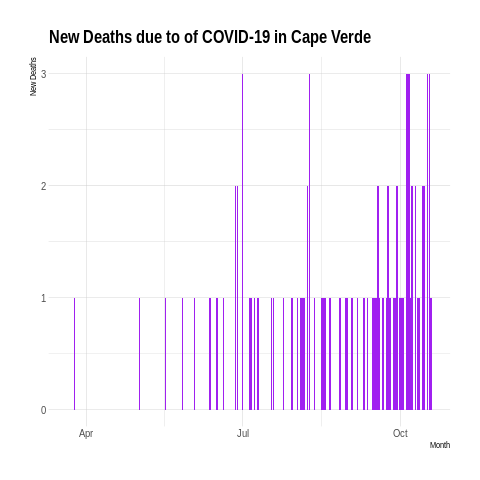 New Deaths due to of COVID-19 in Cape Verde
New Deaths
3
2
1
0
Apr
Jul
Oct
Month